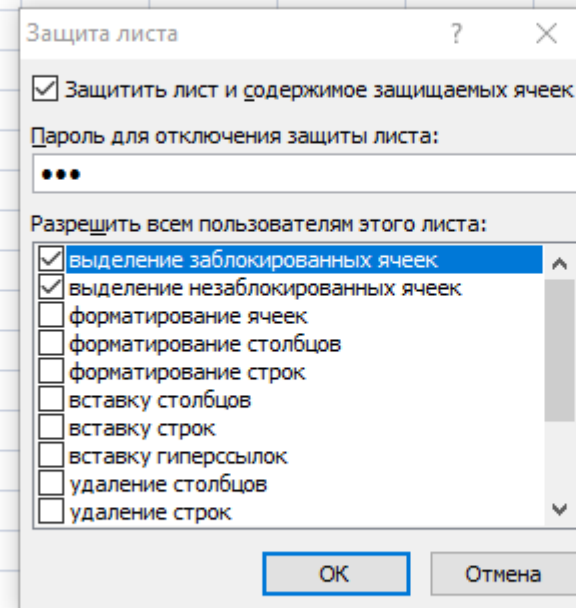 Защита листа
?
Защитить лист и содержимое защищаемых ячеек
Пароль для отключения защиты листа:
•••
Разрешить всем пользователям этого листа:
выделение заблокированных ячеек
выделение незаблокированных ячеек
форматирование ячеек
форматирование столбцов
форматирование строк
вставку столбцов
вставку строк
вставку гиперссылок
удаление столбцов
удаление строк
ОК Отмена